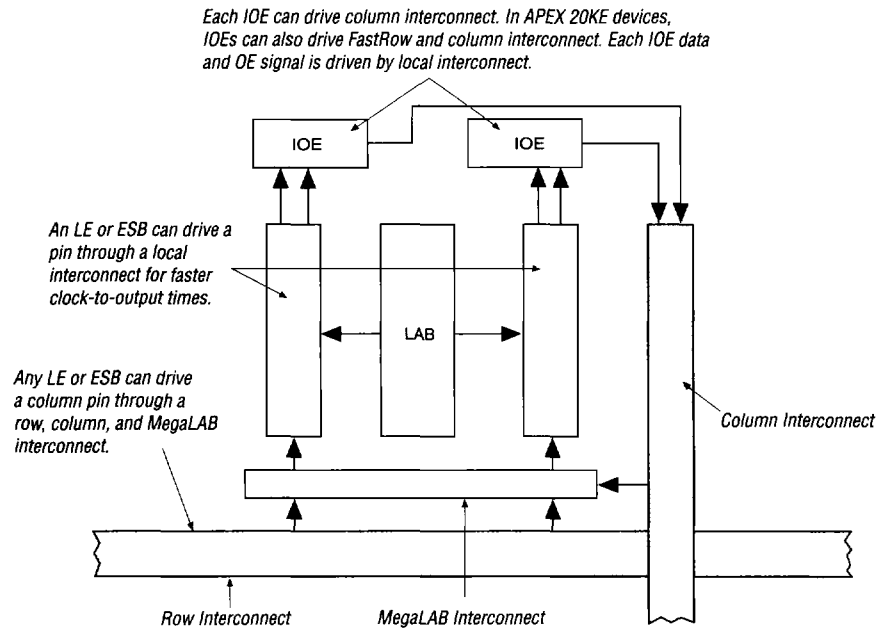 Each IOE can drive column interconnect. In APEX 20KE devices,
IOEs can also drive FastRow and column interconnect. Each IOE data
and OE signal is driven by local interconnect.
IOE
IOE
An LE or ESB can drive a
pin through a local
interconnect for faster
clock-to-output times.
LAB
Any LE or ESB can drive
a column pin through a
row, column, and MegaLAB
interconnect.
Column Interconnect
Row Interconnect
MegaLAB Interconnect